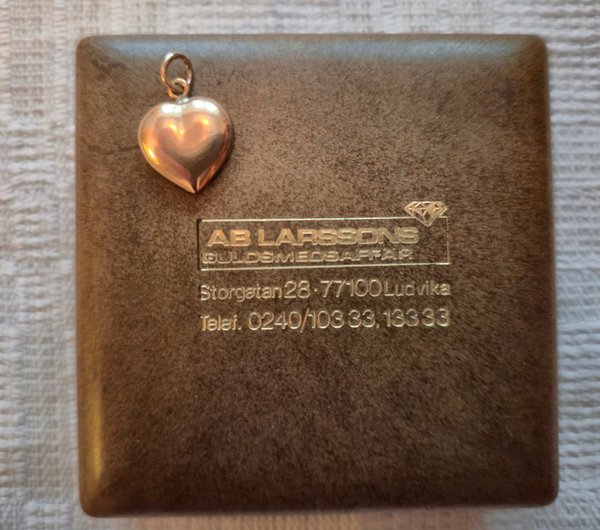 AB LARSSONS
GULDSMEDSAFFÄR
Storgatan 28 · 77100 Ludvika
Telef. 0240/103 33, 133 33